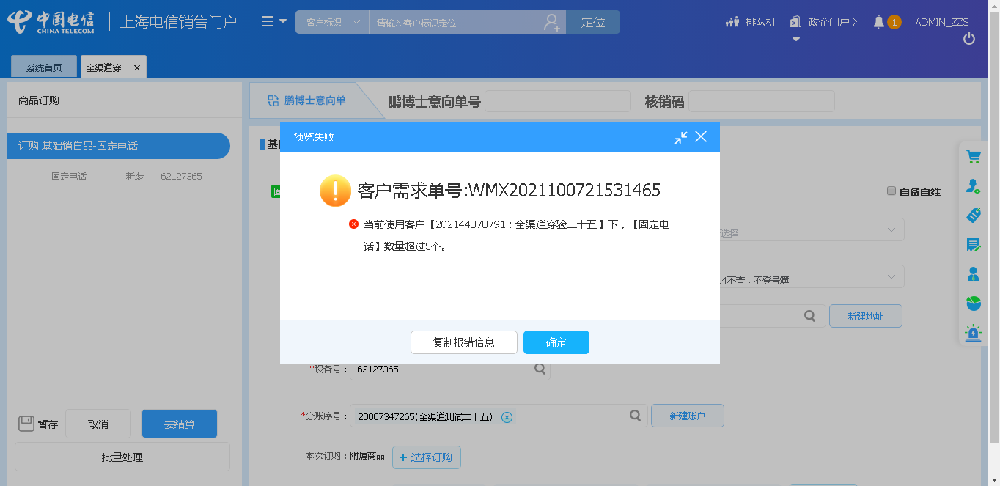 中国电信
CHINA TELECOM
上海电信销售门户
客户标识
请输入客户标识定位
定位
排队机
政企门户
1
ADMIN_ZZS
系统首页
全渠道穿...
商品订购
鹏博士意向单
鹏博士意向单号
核销码
订购 基础销售品-固定电话
固定电话 新装 62127365
预览失败
客户需求单号:WMX2021100721531465
当前使用客户【202144878791：全渠道穿验二十五】下，【固定电
话】数量超过5个。
复制报错信息
确定
自备自维
选择
14不查，不登号簿
新建地址
*设备号：
62127365
*分账序号：
20007347265(全渠道测试二十五)
新建账户
本次订购：附属商品
+ 选择订购
暂存
取消
去结算
批量处理